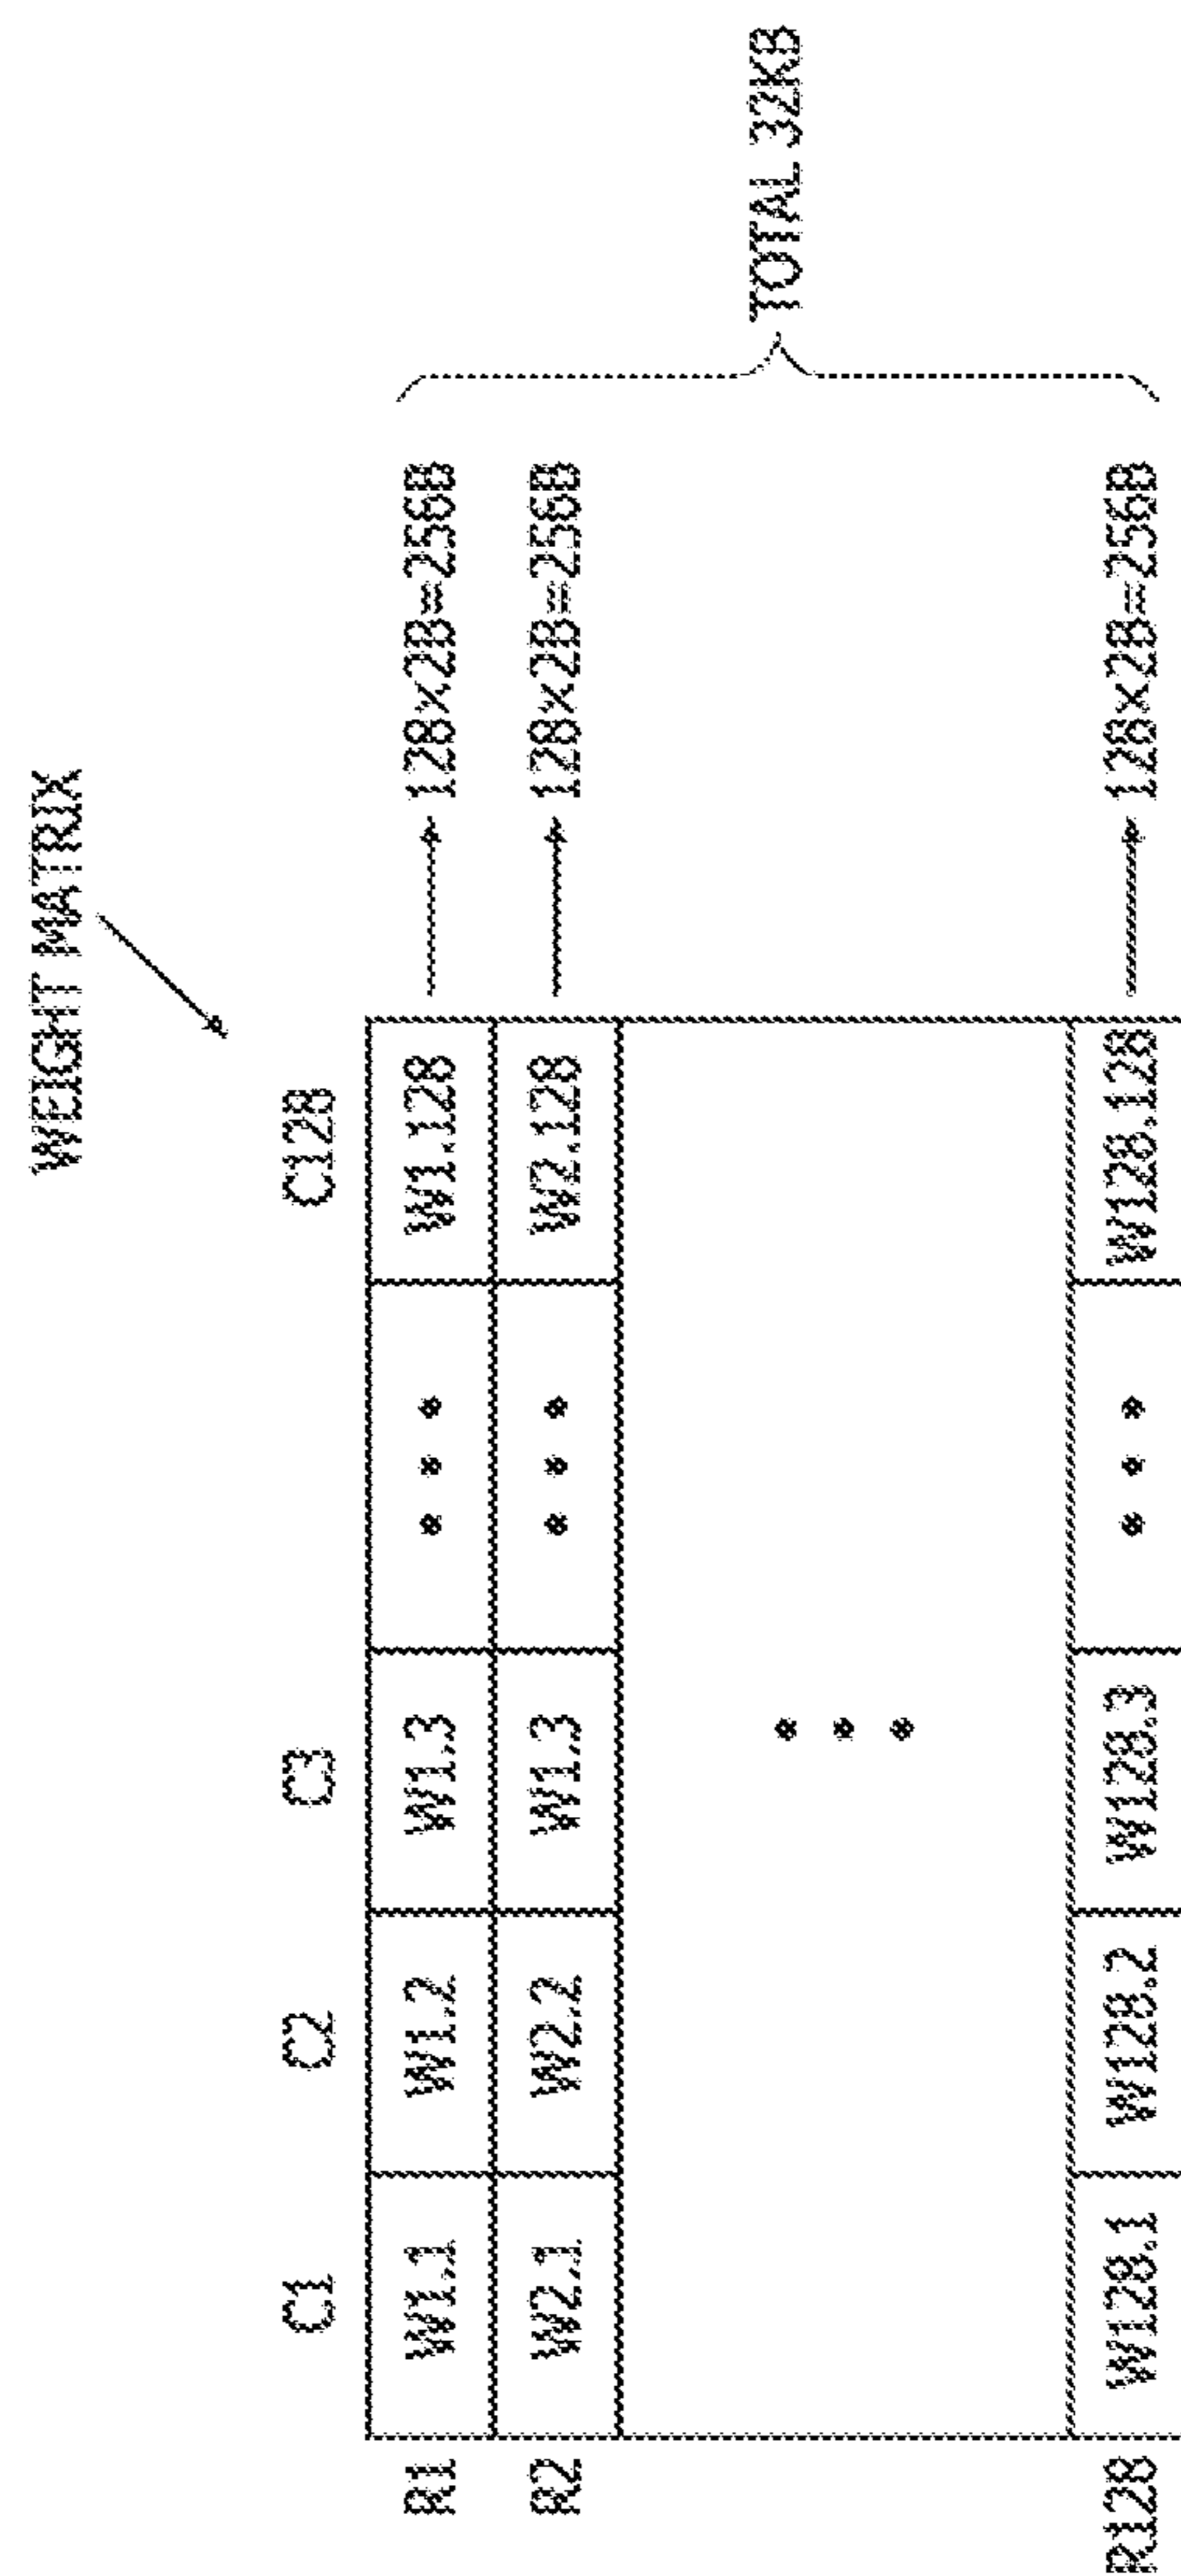 WEIGHT MATRIX
C1 C2 C3 C128
R1 W1.1 W1.2 W1.3 W1.128 128×2B=256B
R2 W2.1 W2.2 W1.3 W2.128 128×2B=256B
R128 W128.1 W128.2 W128.3 W128.128 128×2B=256B
TOTAL 32KB